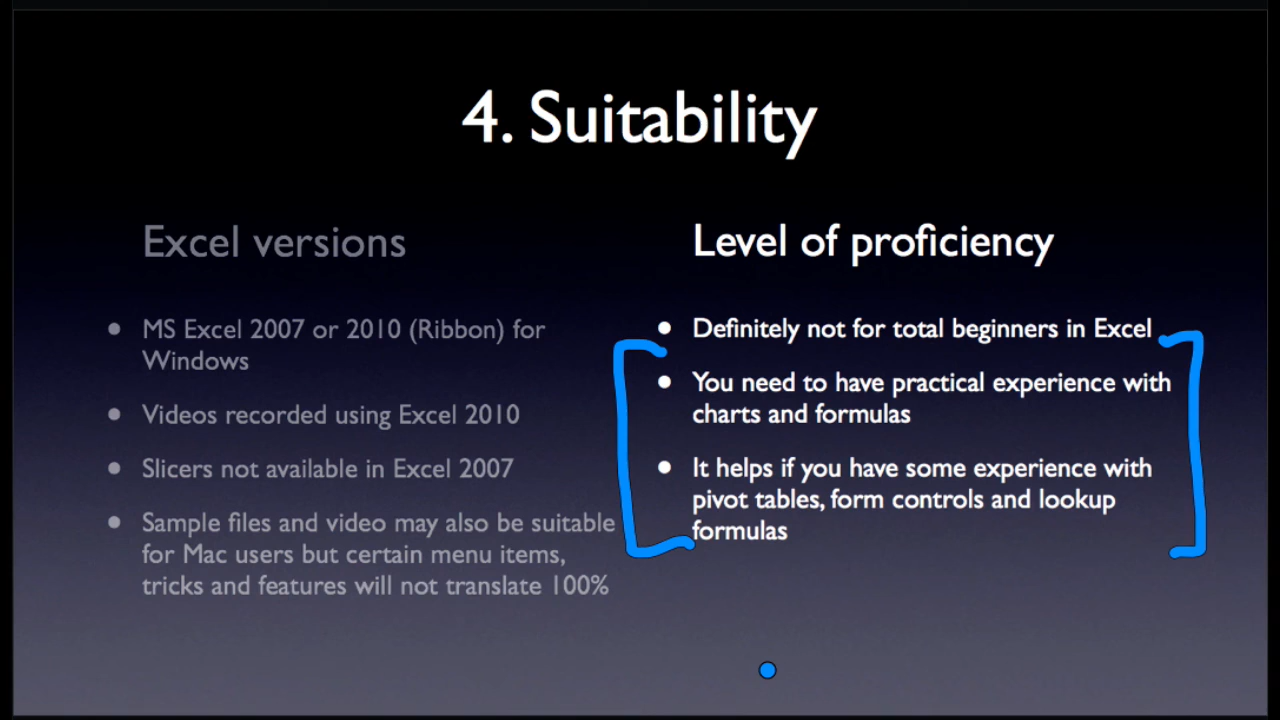 4. Suitability
Excel versions
• MS Excel 2007 or 2010 (Ribbon) for
Windows
• Videos recorded using Excel 2010
• Slicers not available in Excel 2007
• Sample files and video may also be suitable
for Mac users but certain menu items,
tricks and features will not translate 100%
Level of proficiency
• Definitely not for total beginners in Excel
• You need to have practical experience with
charts and formulas
• It helps if you have some experience with
pivot tables, form controls and lookup
formulas